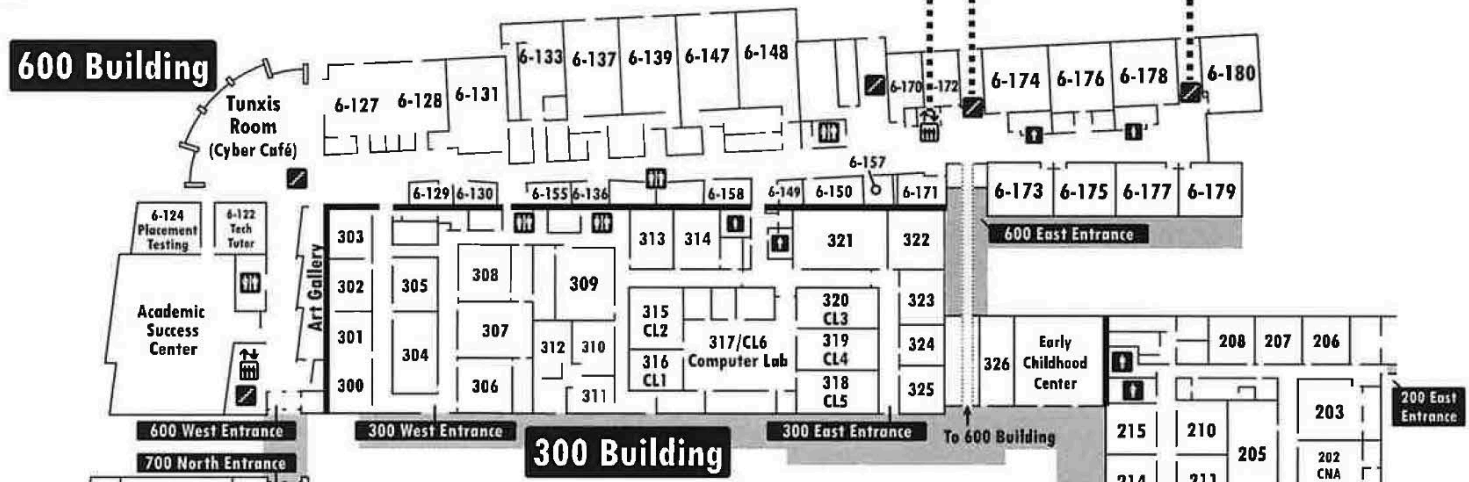 600 Building
Tunxis
Room
(Cyber Café)
6-127
6-128
6-131
6-133
6-137
6-139
6-147
6-148
6-170
6-172
6-174
6-176
6-178
6-180
6-157
6-129
6-130
6-155
6-136
6-158
6-149
6-150
6-171
6-173
6-175
6-177
6-179
600 East Entrance
6-124
Placement
Testing
6-122
Tech
Tutor
Art Gallery
Academic
Success
Center
303
302
301
300
305
304
308
307
306
309
312
310
311
313
314
315
CL2
316
CL1
317/CL6
Computer Lab
321
322
320
CL3
319
CL4
318
CL5
323
324
325
326
Early
Childhood
Center
208
207
206
203
215
210
205
202
CNA
214
211
200 East
Entrance
600 West Entrance
300 West Entrance
300 Building
300 East Entrance
To 600 Building
700 North Entrance